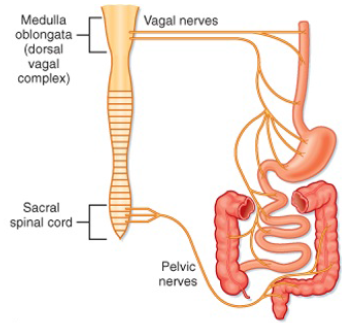 Medulla
oblongata
(dorsal
vagal
complex)
Vagal nerves
Sacral
spinal cord
Pelvic
nerves